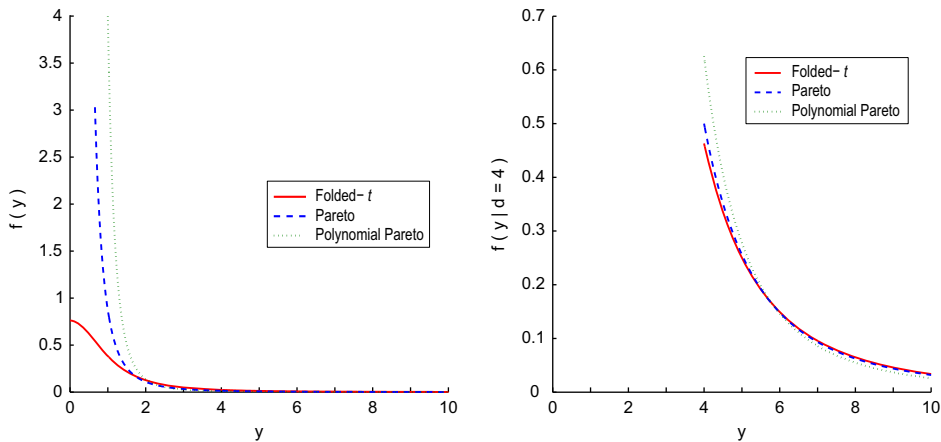 4
3.5
3
2.5
2
1.5
1
0.5
0
f ( y )
Folded− t
Pareto
Polynomial Pareto
0 2 4 6 8 10
y
0.7
0.6
0.5
0.4
0.3
0.2
0.1
0
f ( y | d = 4 )
Folded− t
Pareto
Polynomial Pareto
0 2 4 6 8 10
y